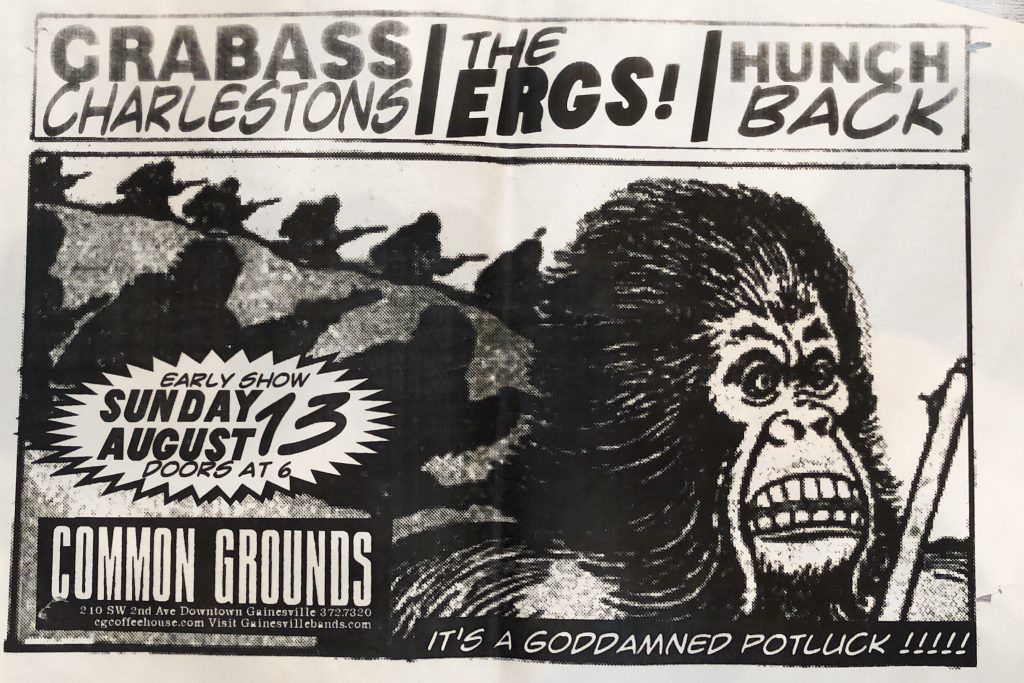 GRABASS
CHARLESTONS
THE
ERGS!
HUNCH
BACK
EARLY SHOW
SUNDAY 13
AUGUST
DOORS AT 6
COMMON GROUNDS
210 SW 2nd Ave Downtown Gainesville 372.7320
cgcoffeehouse.com Visit Gainesvillebands.com
IT'S A GODDAMNED POTLUCK !!!!!